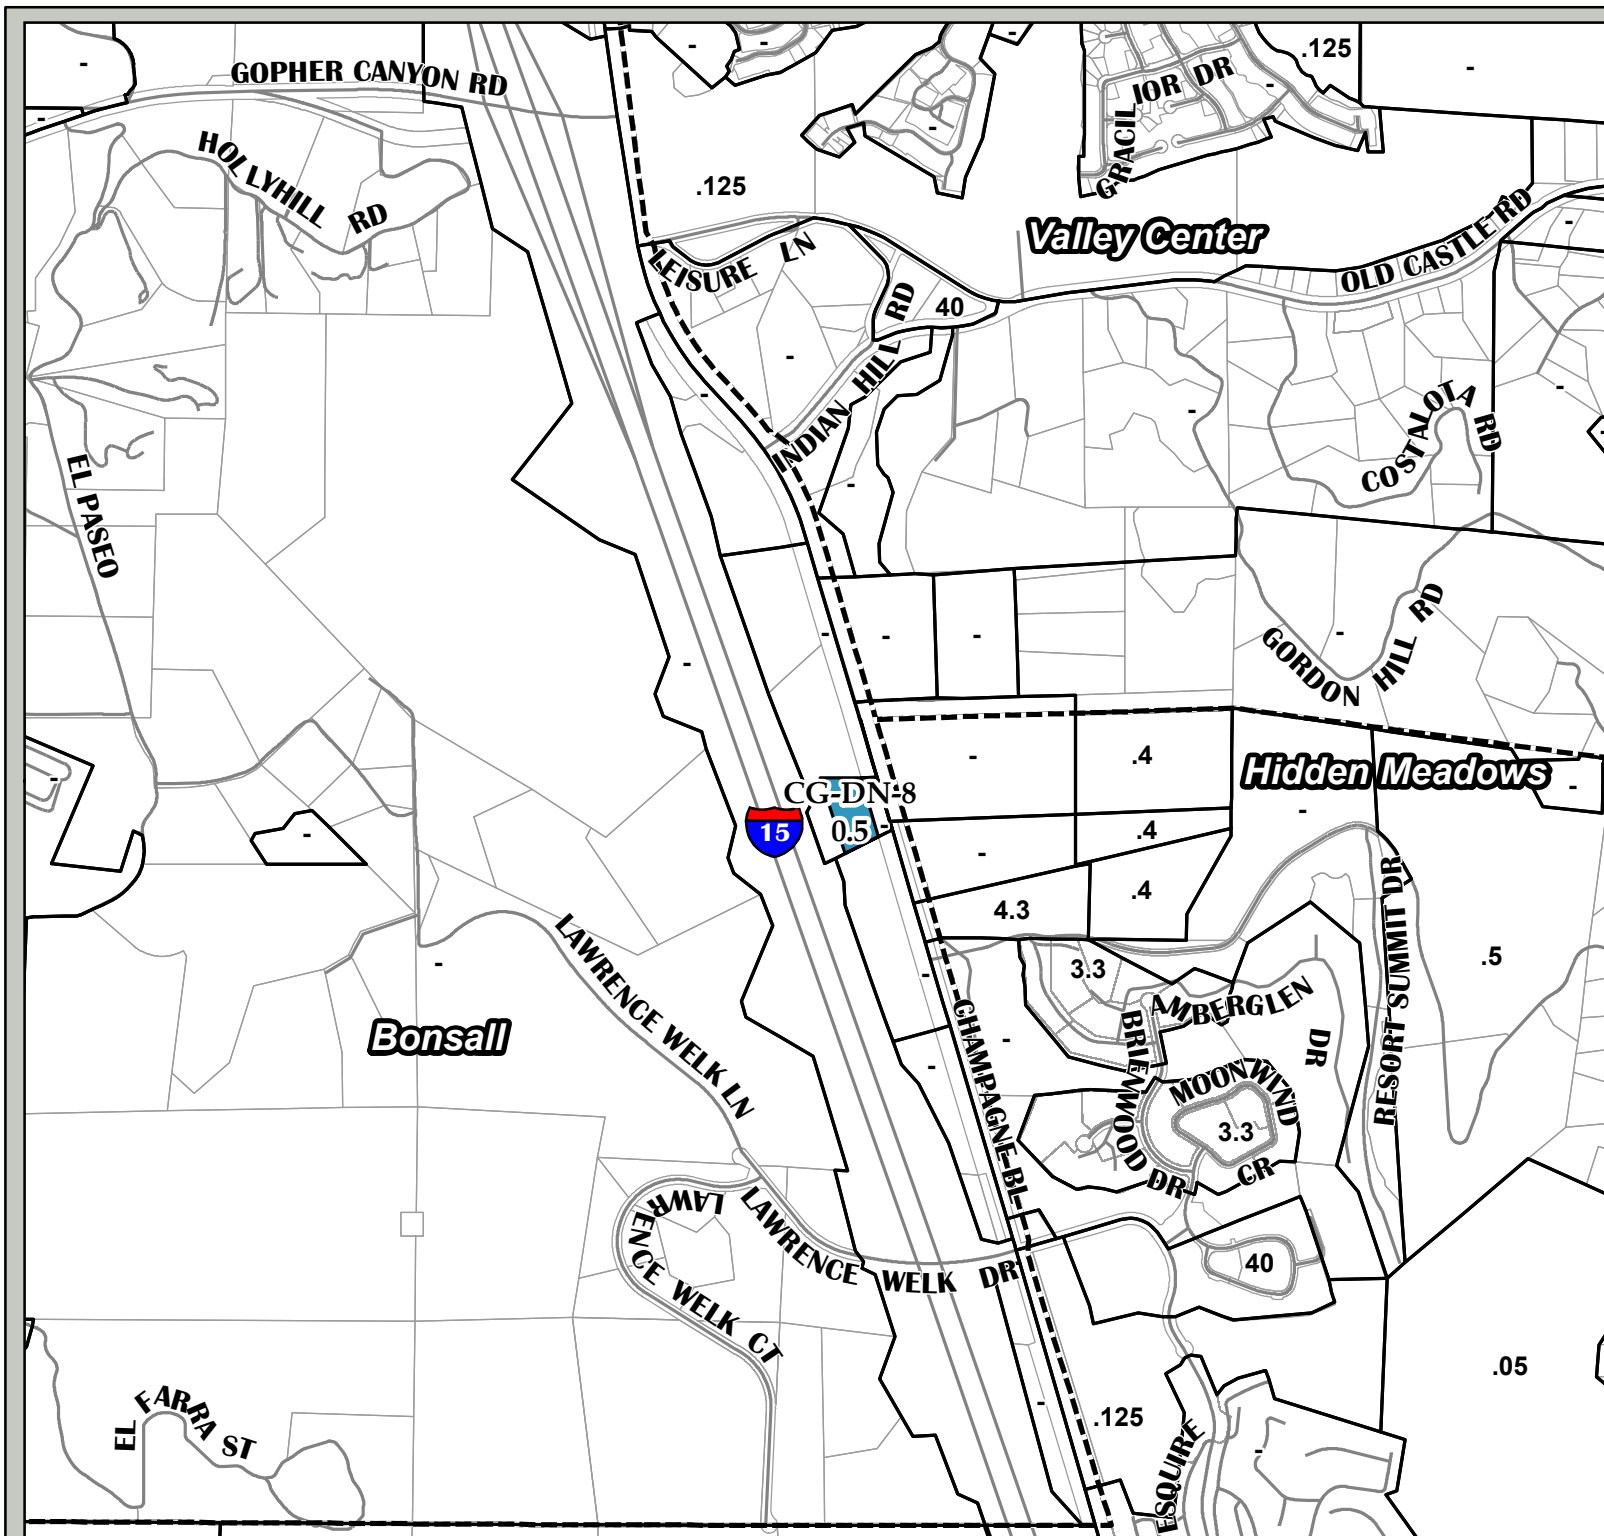 GOPHER CANYON RD
.125
GRACILIOR DR
HOLLYHILL RD
.125
Valley Center
OLD CASTLE RD
LEISURE LN
INDIAN HILL RD
40
COSTALOTA RD
EL PASEO
GORDON HILL RD
.4
Hidden Meadows
CG-DN-8
0.5
15
.4
.4
4.3
3.3
.5
LAWRENCE WELK LN
Bonsall
CHAMPAGNE BL
AMBERGLEN DR
BRIENWOOD DR
MOONWIND CR
3.3
RESORT SUMMIT DR
LAWRENCE WELK CT
LAWRENCE WELK DR
40
.05
.125
ESQUIRE
EL FARRA ST